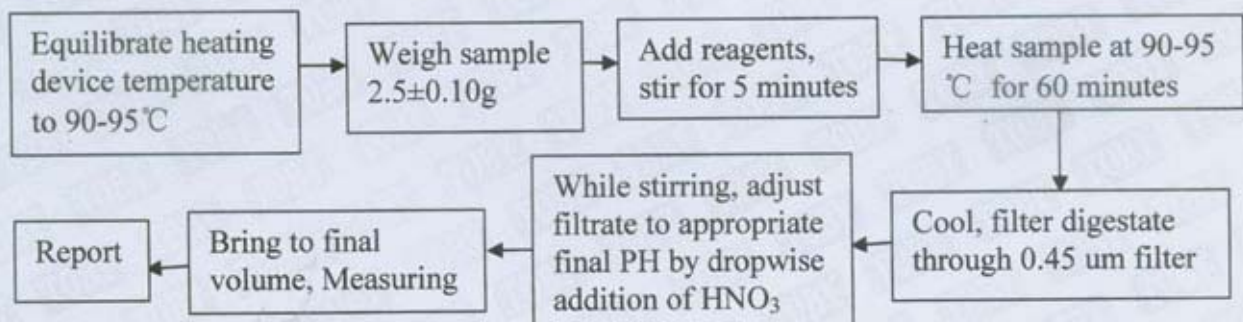 Equilibrate heating
device temperature
to 90-95℃
Weigh sample
2.5±0.10g
Add reagents,
stir for 5 minutes
Heat sample at 90-95
℃ for 60 minutes
Cool, filter digestate
through 0.45 um filter
While stirring, adjust
filtrate to appropriate
final PH by dropwise
addition of HNO₃
Bring to final
volume, Measuring
Report